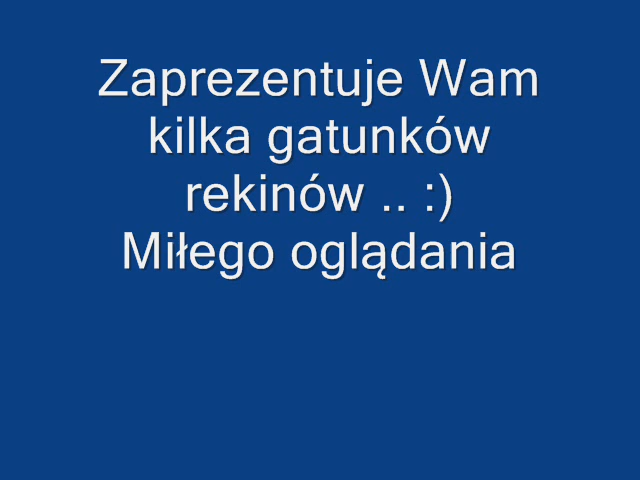 Zaprezentuje Wam
kilka gatunków
rekinów .. :)
Miłego oglądania